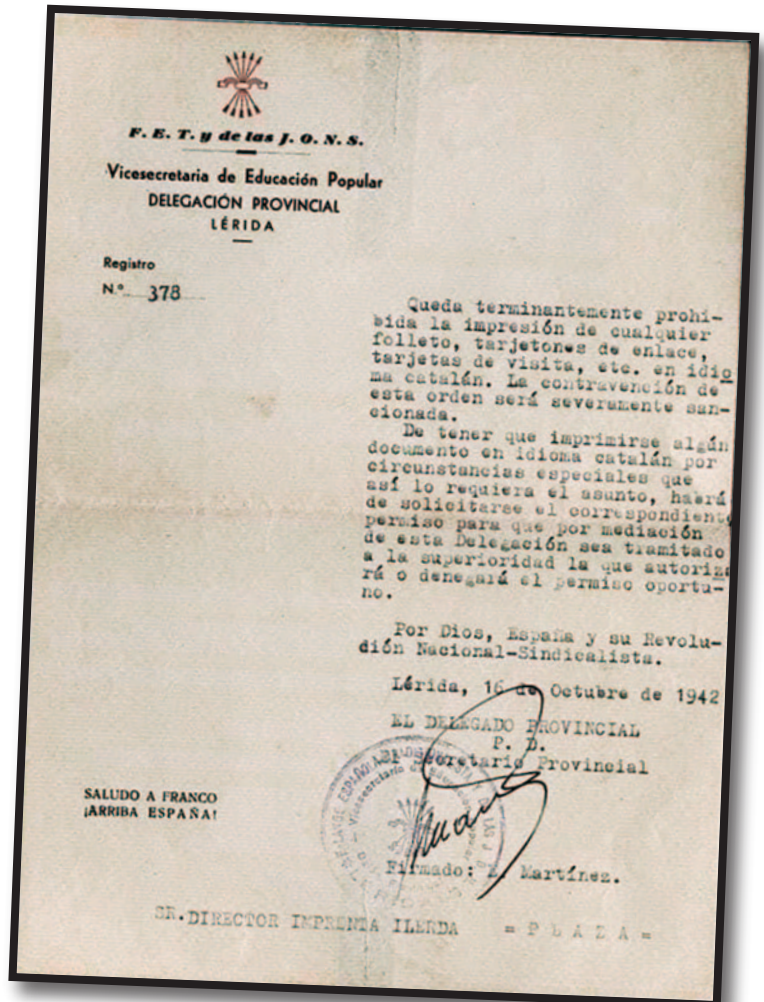 F. E. T. y de las J. O. N. S.
Vicesecretaria de Educación Popular
DELEGACIÓN PROVINCIAL
LÉRIDA
Registro
N.º 378
Queda terminantemente prohi-
bida la impresión de cualquier
folleto, tarjetones de enlace,
tarjetas de visita, etc. en idio
ma catalán. La contravención de
esta orden será severamente san-
cionada.
De tener que imprimirse algún
documento en idioma catalán por
circunstancias especiales que
así lo requiera el asunto, habrá
de solicitarse el correspondiente
permiso para que por mediación
de esta Delegación sea tramitado
a la superioridad la que autoriza
rá o denegará el permiso oportu-
no.
Por Dios, España y su Revolu-
dión Nacional-Sindicalista.
Lérida, 16 de Octubre de 1942
EL DELEGADO PROVINCIAL
P. D.
Secretario Provincial
SALUDO A FRANCO
¡ARRIBA ESPAÑA!
Firmado: Martínez.
SR. DIRECTOR IMPRENTA ILERDA = P L A Z A =